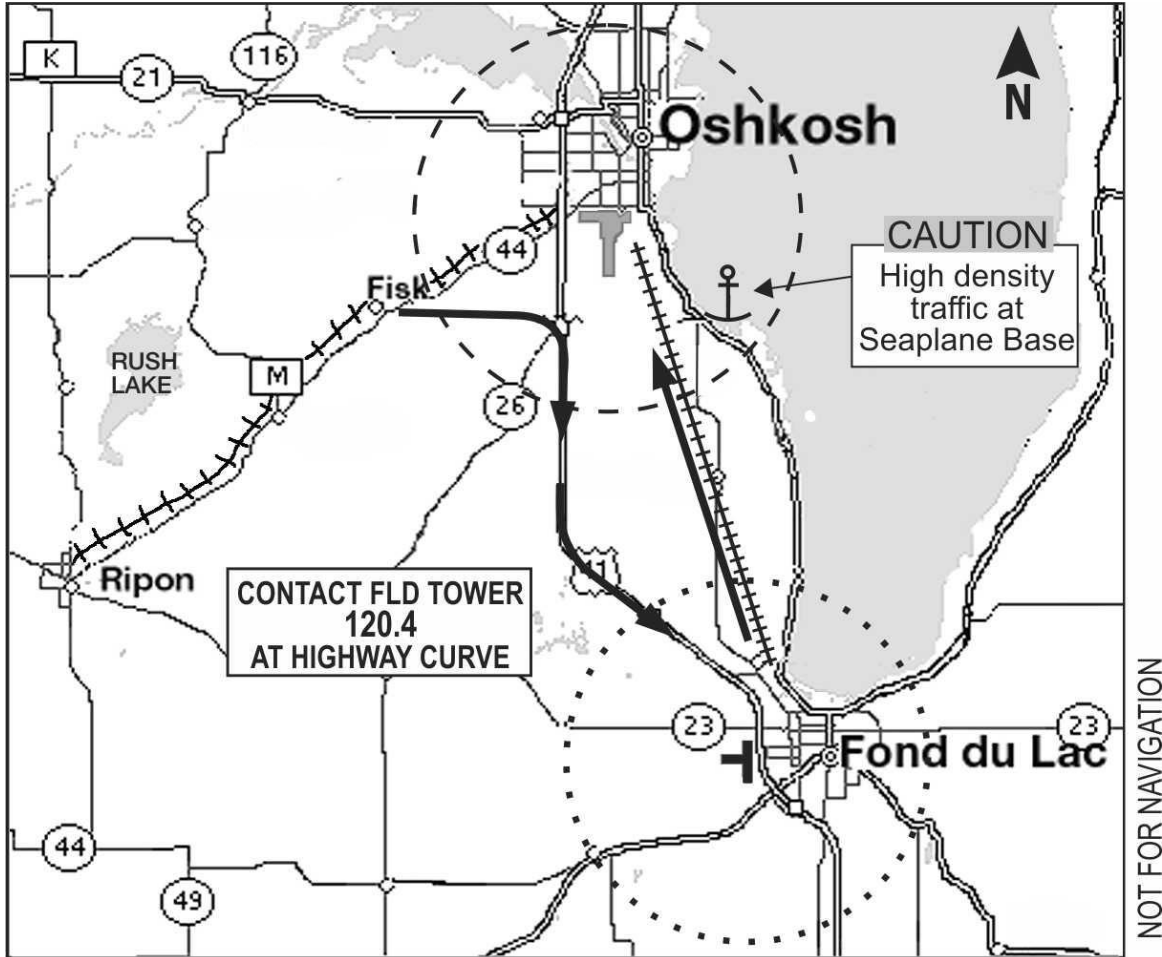 K
116
21
Oshkosh
N
CAUTION
High density
traffic at
Seaplane Base
44
Fisk
RUSH
LAKE
M
26
41
Ripon
CONTACT FLD TOWER
120.4
AT HIGHWAY CURVE
23
23
Fond du Lac
44
49
NOT FOR NAVIGATION